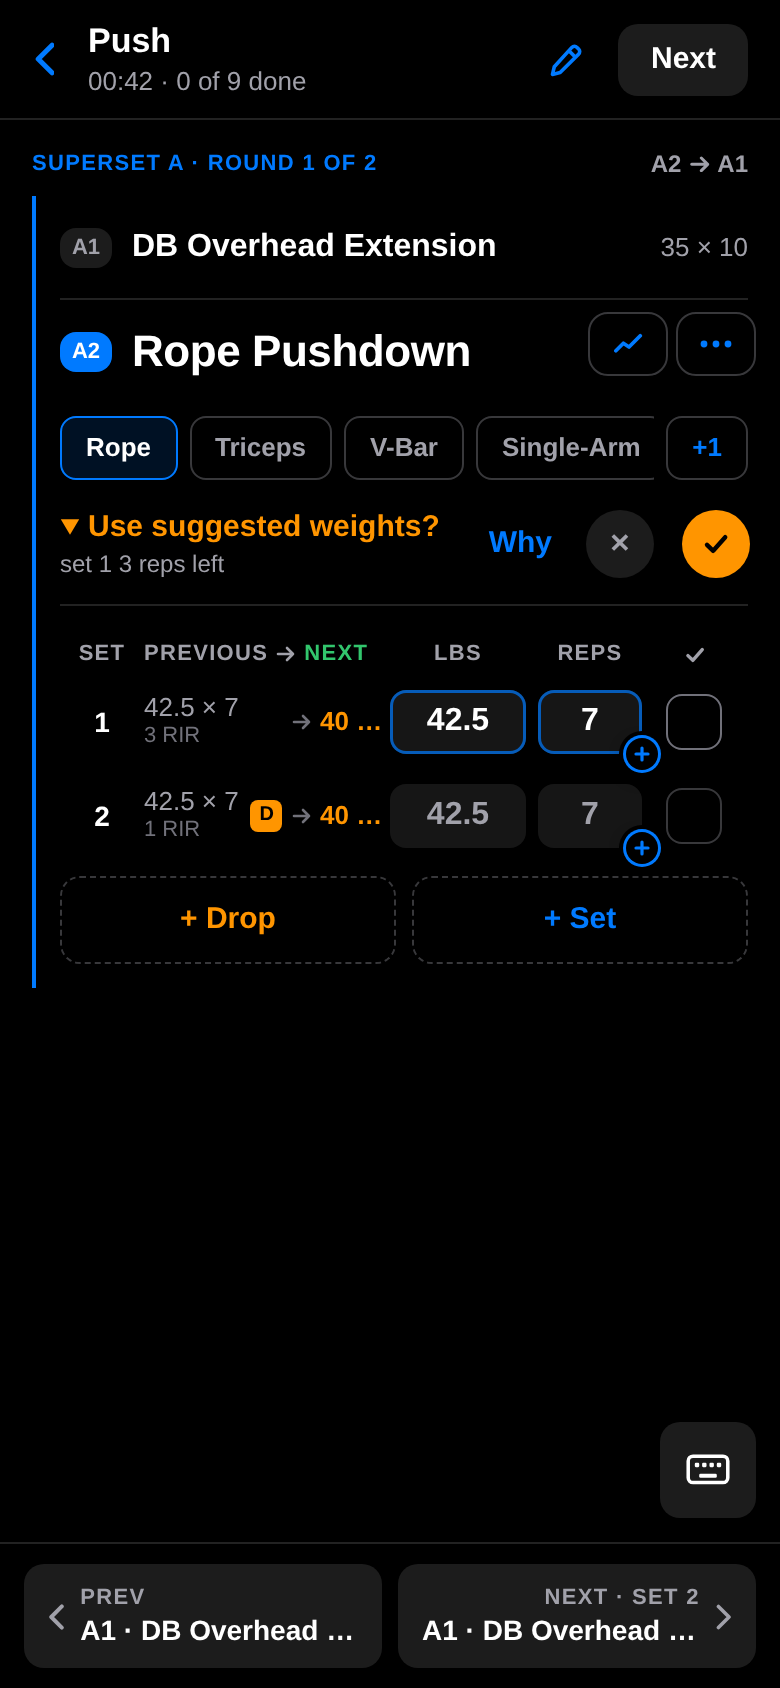 Push
00:42 · 0 of 9 done
Next
SUPERSET A · ROUND 1 OF 2
A2 → A1
A1 DB Overhead Extension 35 × 10
A2 Rope Pushdown
Rope Triceps V-Bar Single-Arm +1
Use suggested weights?
set 1 3 reps left
Why
SET PREVIOUS → NEXT LBS REPS ✓
1 42.5 × 7 → 40 … 42.5 7
3 RIR
2 42.5 × 7 D → 40 … 42.5 7
1 RIR
+ Drop + Set
PREV
A1 · DB Overhead …
NEXT · SET 2
A1 · DB Overhead …